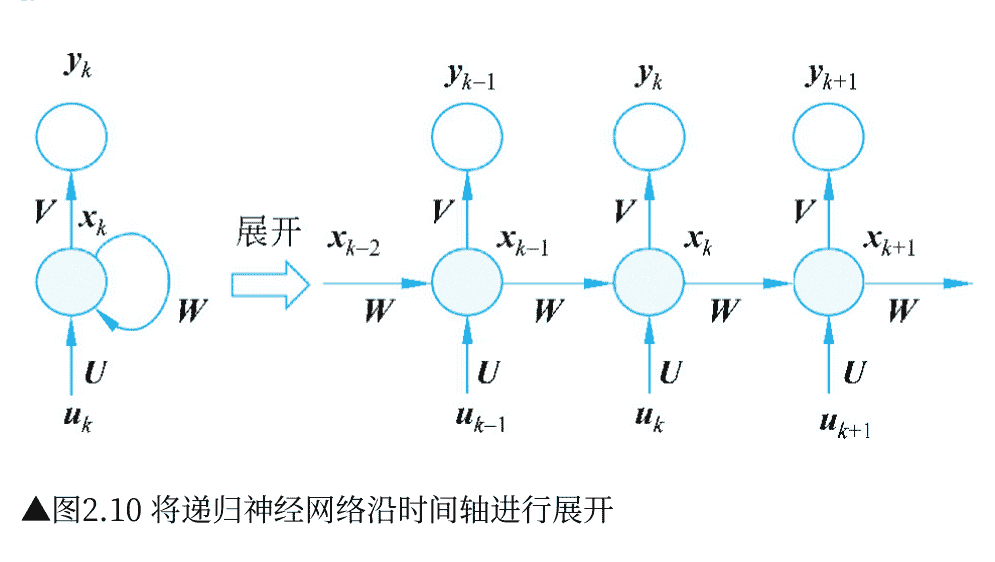 y_k y_{k-1} y_k y_{k+1}
V x_k V x_{k-1} V x_k V x_{k+1}
展开 x_{k-2}
W W W W W
U U U U
u_k u_{k-1} u_k u_{k+1}
▲图2.10 将递归神经网络沿时间轴进行展开